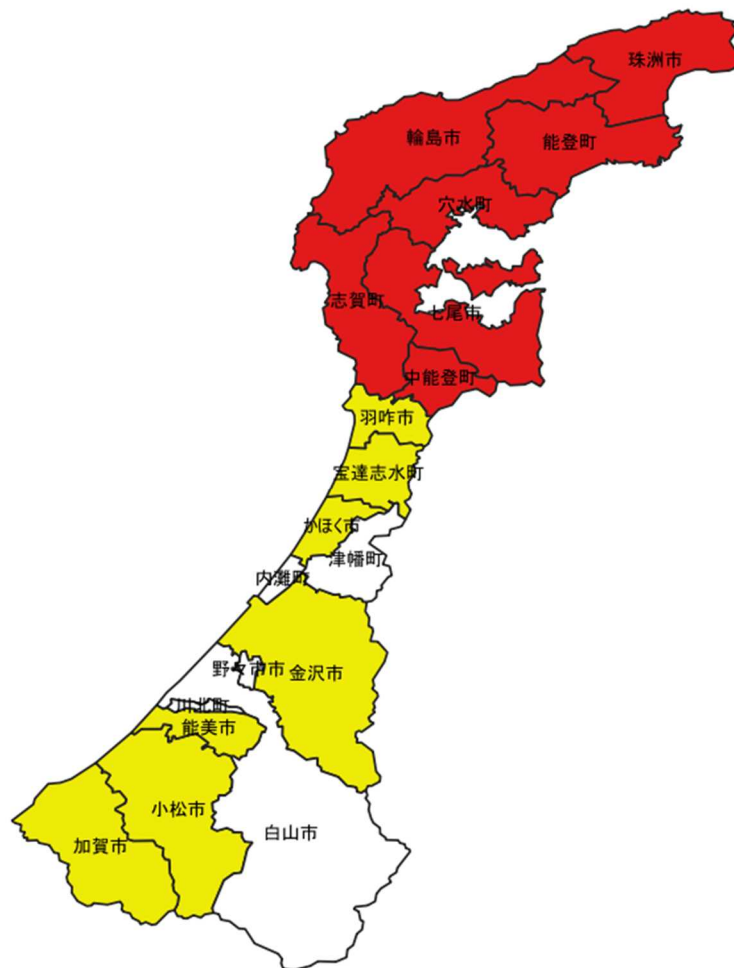 珠洲市
輪島市
能登町
穴水町
志賀町
七尾市
中能登町
羽咋市
宝達志水町
かほく市
津幡町
内灘町
野々市市
金沢市
川北町
能美市
小松市
白山市
加賀市